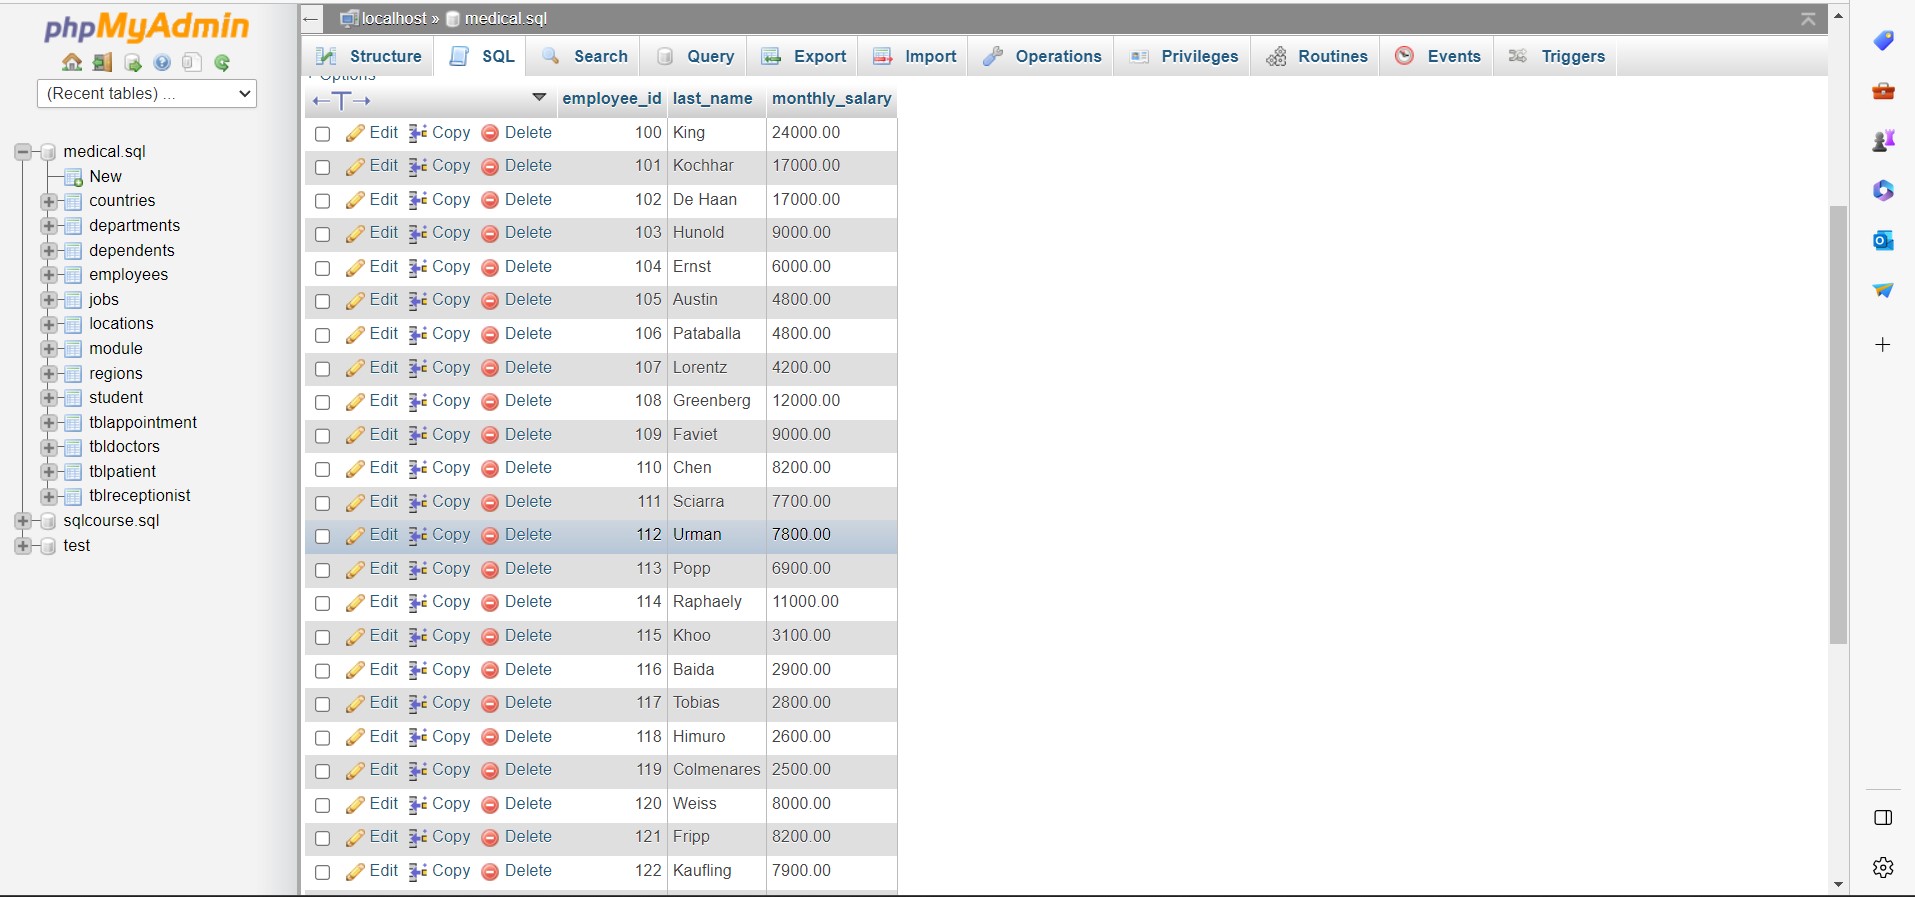 phpMyAdmin
(Recent tables) ...
medical.sql
New
countries
departments
dependents
employees
jobs
locations
module
regions
student
tblappointment
tbldoctors
tblpatient
tblreceptionist
sqlcourse.sql
test
localhost » medical.sql
Structure SQL Search Query Export Import Operations Privileges Routines Events Triggers
Options
employee_id last_name monthly_salary
Edit Copy Delete 100 King 24000.00
Edit Copy Delete 101 Kochhar 17000.00
Edit Copy Delete 102 De Haan 17000.00
Edit Copy Delete 103 Hunold 9000.00
Edit Copy Delete 104 Ernst 6000.00
Edit Copy Delete 105 Austin 4800.00
Edit Copy Delete 106 Pataballa 4800.00
Edit Copy Delete 107 Lorentz 4200.00
Edit Copy Delete 108 Greenberg 12000.00
Edit Copy Delete 109 Faviet 9000.00
Edit Copy Delete 110 Chen 8200.00
Edit Copy Delete 111 Sciarra 7700.00
Edit Copy Delete 112 Urman 7800.00
Edit Copy Delete 113 Popp 6900.00
Edit Copy Delete 114 Raphaely 11000.00
Edit Copy Delete 115 Khoo 3100.00
Edit Copy Delete 116 Baida 2900.00
Edit Copy Delete 117 Tobias 2800.00
Edit Copy Delete 118 Himuro 2600.00
Edit Copy Delete 119 Colmenares 2500.00
Edit Copy Delete 120 Weiss 8000.00
Edit Copy Delete 121 Fripp 8200.00
Edit Copy Delete 122 Kaufling 7900.00